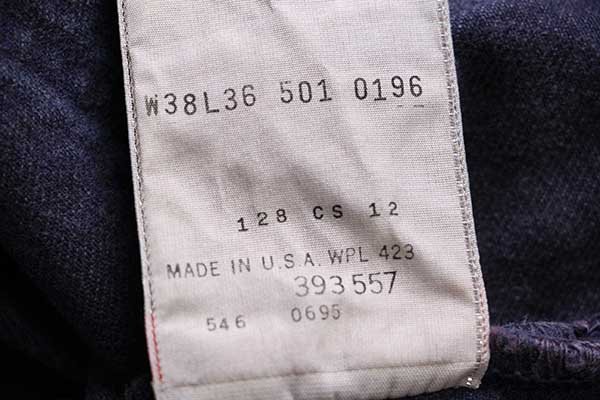 W38L36 501 0196
128 CS 12
MADE IN U.S.A. WPL 423
393557
546 0695